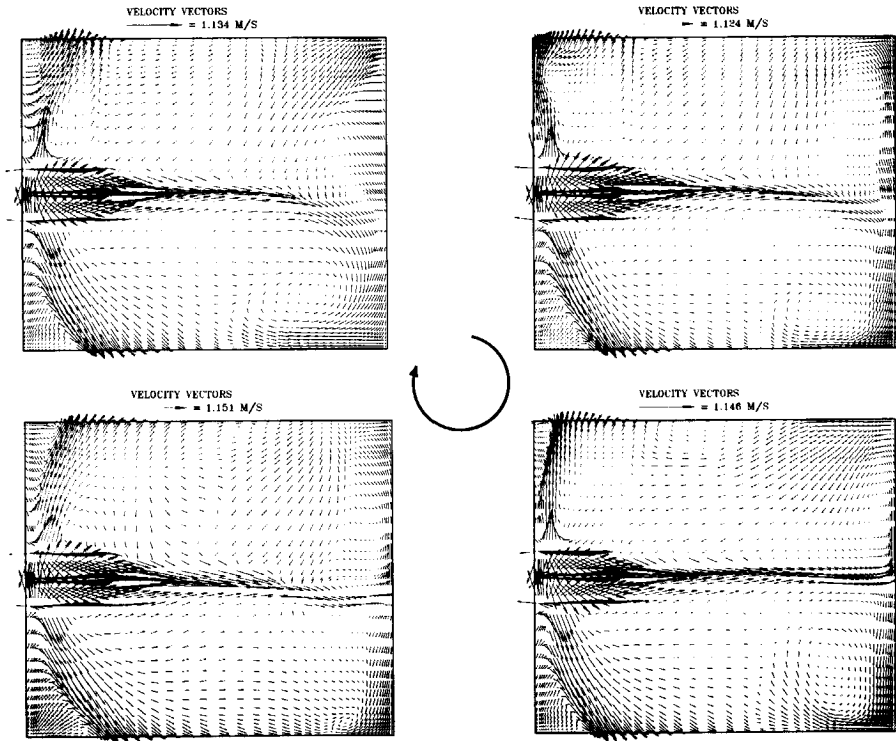 VELOCITY VECTORS
= 1.134 M/S
VELOCITY VECTORS
= 1.124 M/S
VELOCITY VECTORS
= 1.151 M/S
VELOCITY VECTORS
= 1.146 M/S